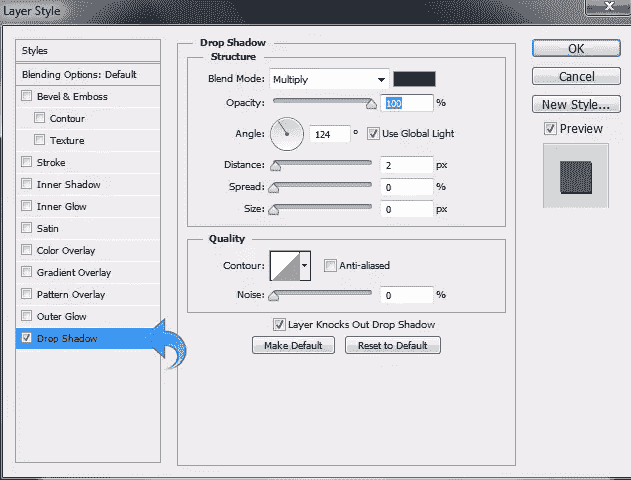 Layer Style
X
Styles
Blending Options: Default
Bevel & Emboss
Contour
Texture
Stroke
Inner Shadow
Inner Glow
Satin
Color Overlay
Gradient Overlay
Pattern Overlay
Outer Glow
Drop Shadow
Drop Shadow
Structure
Blend Mode: Multiply
Opacity: 100 %
Angle: 124 ° Use Global Light
Distance: 2 px
Spread: 0 %
Size: 0 px
Quality
Contour: Anti-aliased
Noise: 0 %
Layer Knocks Out Drop Shadow
Make Default Reset to Default
OK
Cancel
New Style...
Preview